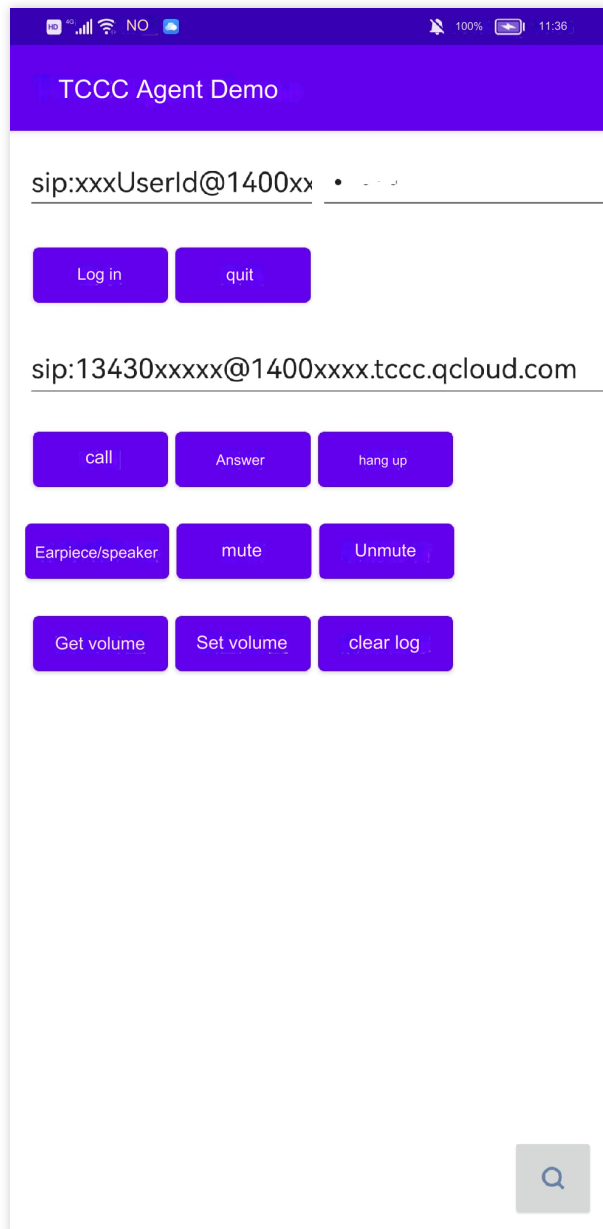 HD 4G NO 100% 11:36
TCCC Agent Demo
sip:xxxUserId@1400xx
Log in quit
sip:13430xxxxx@1400xxxx.tccc.qcloud.com
call Answer hang up
Earpiece/speaker mute Unmute
Get volume Set volume clear log